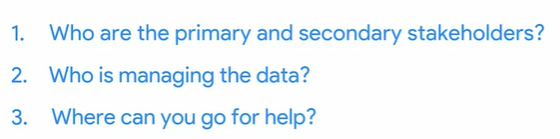 1. Who are the primary and secondary stakeholders?
2. Who is managing the data?
3. Where can you go for help?